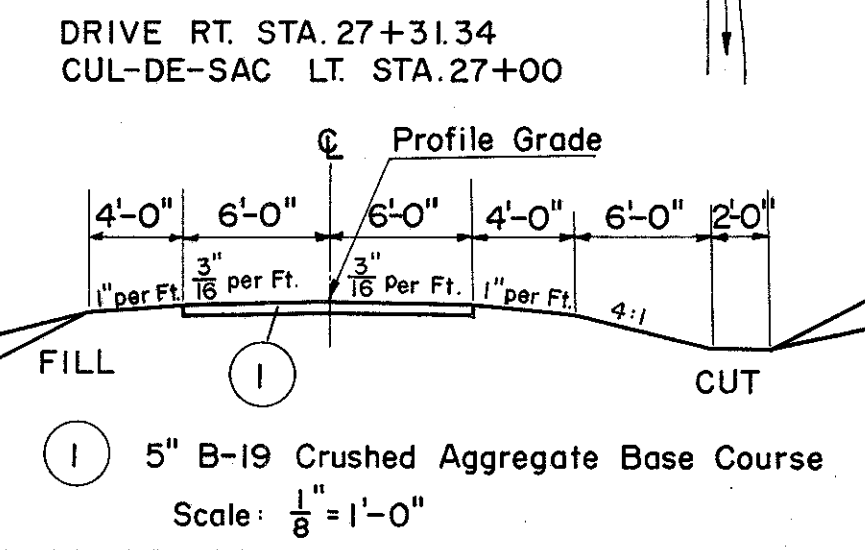 DRIVE RT. STA. 27+31.34
CUL-DE-SAC LT. STA. 27+00
℄ Profile Grade
4'-0" 6'-0" 6'-0" 4'-0" 6'-0" 2'-0"
1" per Ft. 3/16" per Ft. 3/16" Per Ft. 1" per Ft. 4:1
FILL 1 CUT
1 5" B-19 Crushed Aggregate Base Course
Scale: 1/8" = 1'-0"